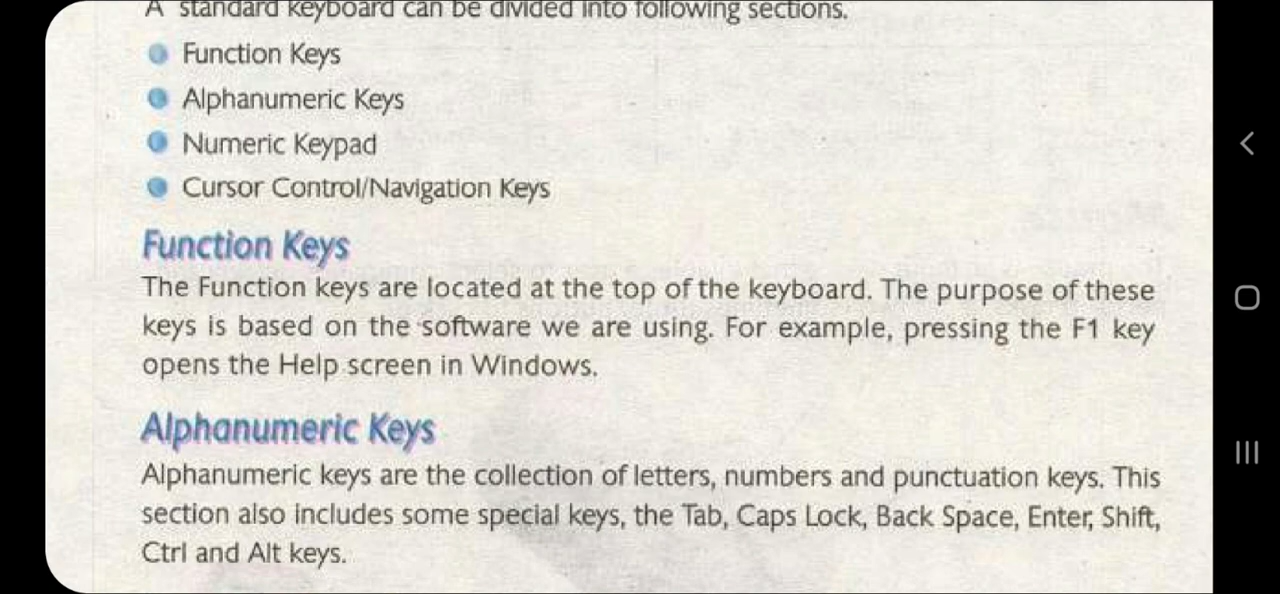 A standard keyboard can be divided into following sections.
Function Keys
Alphanumeric Keys
Numeric Keypad
Cursor Control/Navigation Keys
Function Keys
The Function keys are located at the top of the keyboard. The purpose of these
keys is based on the software we are using. For example, pressing the F1 key
opens the Help screen in Windows.
Alphanumeric Keys
Alphanumeric keys are the collection of letters, numbers and punctuation keys. This
section also includes some special keys, the Tab, Caps Lock, Back Space, Enter, Shift,
Ctrl and Alt keys.